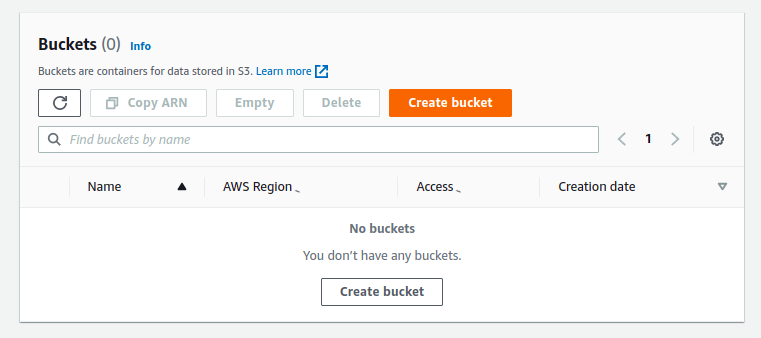 Buckets (0) Info
Buckets are containers for data stored in S3. Learn more
Copy ARN Empty Delete Create bucket
Find buckets by name 1
Name AWS Region Access Creation date
No buckets
You don’t have any buckets.
Create bucket